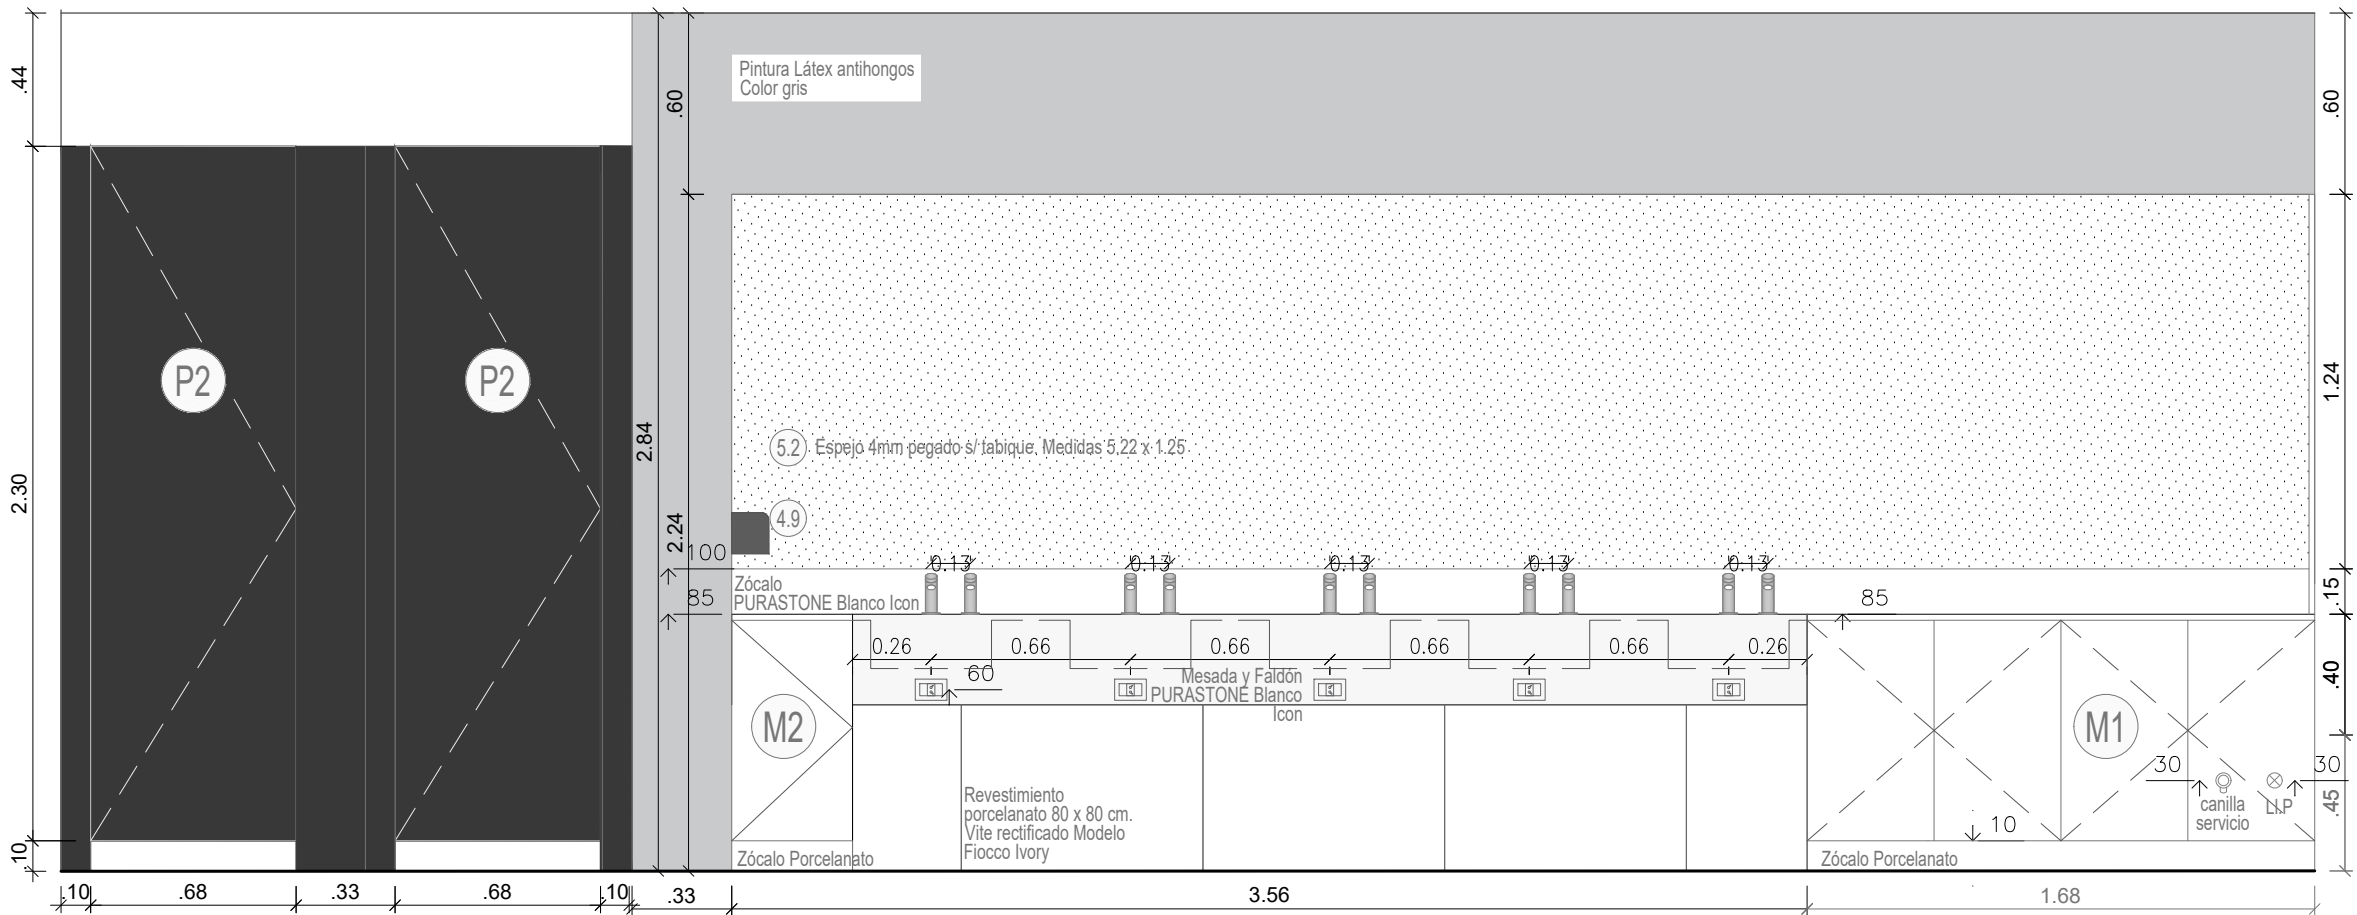 .44
.60
Pintura Látex antihongos
Color gris
.60
P2
P2
2.30
2.84
1.24
5.2
Espejo 4mm pegado s/ tabique. Medidas 5.22 x 1.25
4.9
2.24
100
0.13
0.13
0.13
0.13
0.13
Zócalo
PURASTONE Blanco Icon
85
85
.15
0.26
0.66
0.66
0.66
0.66
0.26
60
Mesada y Faldón
PURASTONE Blanco
Icon
.40
M2
M1
30
30
canilla
servicio
LI.P
.45
Revestimiento
porcelanato 80 x 80 cm.
Vite rectificado Modelo
Fiocco Ivory
10
.10
Zócalo Porcelanato
Zócalo Porcelanato
.10
.68
.33
.68
.10
.33
3.56
1.68